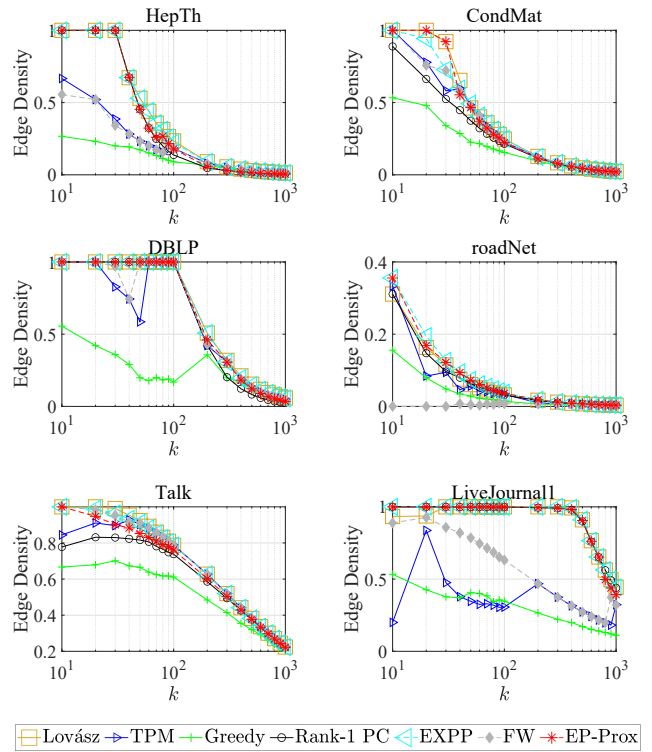 HepTh
CondMat
1
0.5
0
Edge Density
10^1
10^2
10^3
k
1
0.5
0
Edge Density
10^1
10^2
10^3
k
DBLP
roadNet
1
0.5
0
Edge Density
10^1
10^2
10^3
k
0.4
0.2
0
Edge Density
10^1
10^2
10^3
k
Talk
LiveJournal1
1
0.8
0.6
0.4
0.2
Edge Density
10^1
10^2
10^3
k
1
0.5
0
Edge Density
10^1
10^2
10^3
k
Lovász TPM Greedy Rank-1 PC EXPP FW EP-Prox